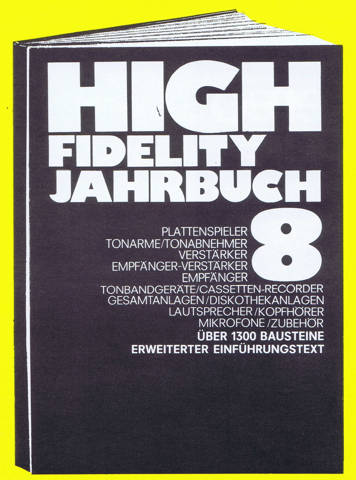 HIGH
FIDELITY
JAHRBUCH
8
PLATTENSPIELER
TONARME/TONABNEHMER
VERSTÄRKER
EMPFÄNGER-VERSTÄRKER
EMPFÄNGER
TONBANDGERÄTE/CASSETTEN-RECORDER
GESAMTANLAGEN/DISKOTHEKANLAGEN
LAUTSPRECHER/KOPFHÖRER
MIKROFONE/ZUBEHÖR
ÜBER 1300 BAUSTEINE
ERWEITERTER EINFÜHRUNGSTEXT